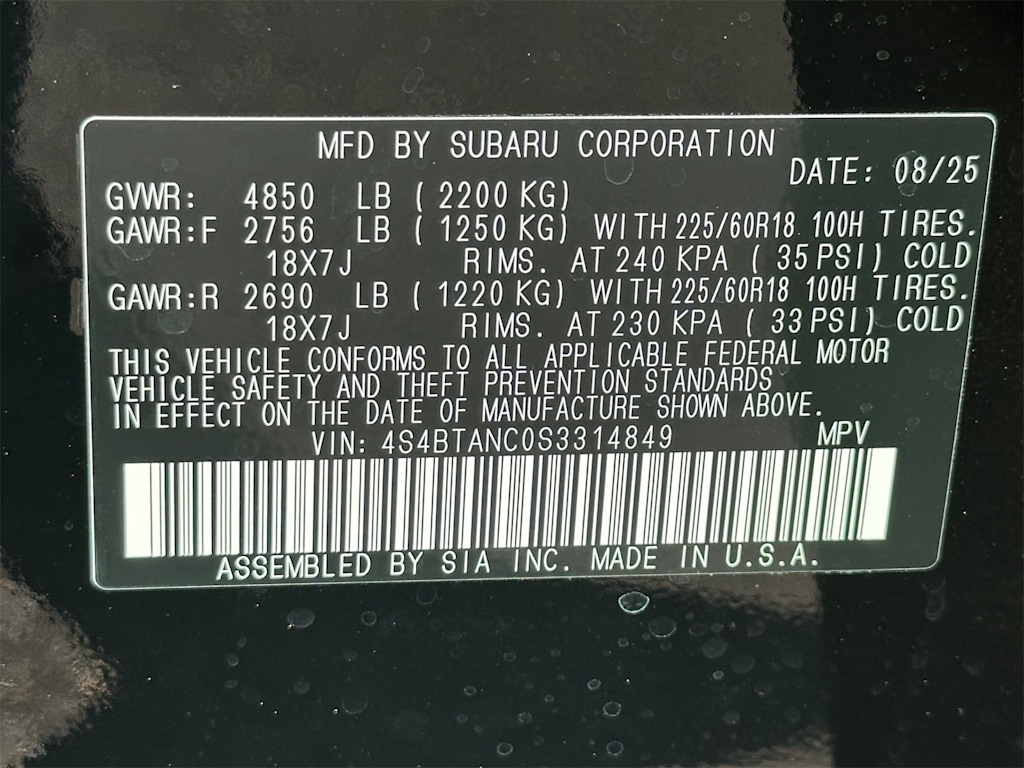 MFD BY SUBARU CORPORATION
DATE: 08/25
GVWR: 4850 LB ( 2200 KG)
GAWR:F 2756 LB ( 1250 KG) WITH 225/60R18 100H TIRES.
18X7J RIMS. AT 240 KPA ( 35 PSI) COLD
GAWR:R 2690 LB ( 1220 KG) WITH 225/60R18 100H TIRES.
18X7J RIMS. AT 230 KPA ( 33 PSI) COLD
THIS VEHICLE CONFORMS TO ALL APPLICABLE FEDERAL MOTOR
VEHICLE SAFETY AND THEFT PREVENTION STANDARDS
IN EFFECT ON THE DATE OF MANUFACTURE SHOWN ABOVE.
VIN: 4S4BTANC0S3314849 MPV
ASSEMBLED BY SIA INC. MADE IN U.S.A.